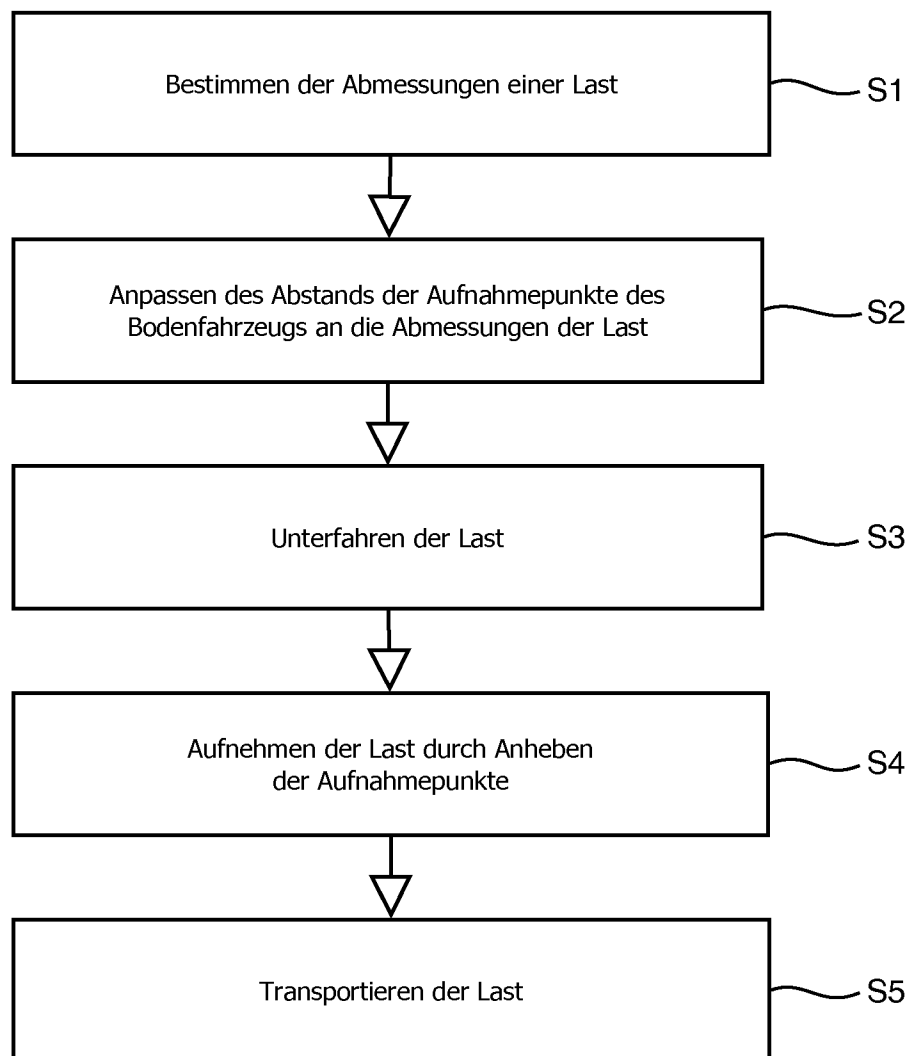 Bestimmen der Abmessungen einer Last
S1
Anpassen des Abstands der Aufnahmepunkte des
Bodenfahrzeugs an die Abmessungen der Last
S2
Unterfahren der Last
S3
Aufnehmen der Last durch Anheben
der Aufnahmepunkte
S4
Transportieren der Last
S5